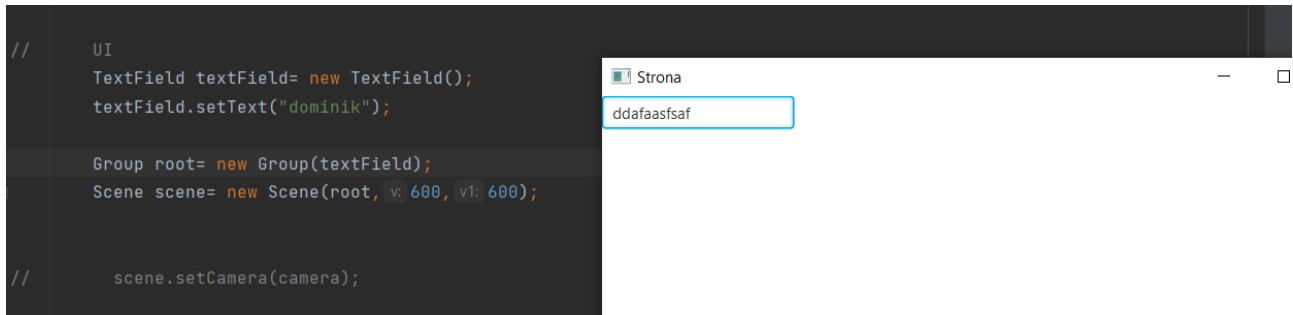 // UI
TextField textField= new TextField();
textField.setText("dominik");
Group root= new Group(textField);
Scene scene= new Scene(root, v: 600, v1: 600);
// scene.setCamera(camera);
Strona
ddafaasfsaf